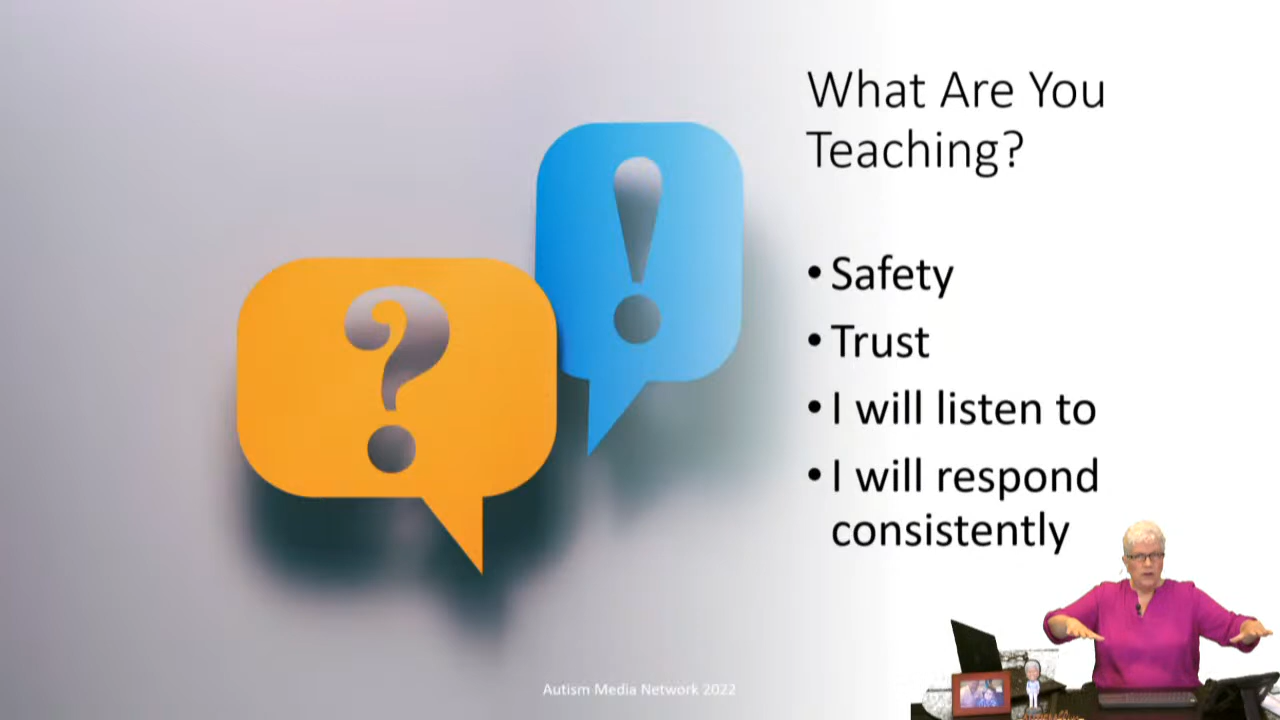 What Are You
Teaching?
• Safety
• Trust
• I will listen to
• I will respond
consistently
Autism Media Network 2022